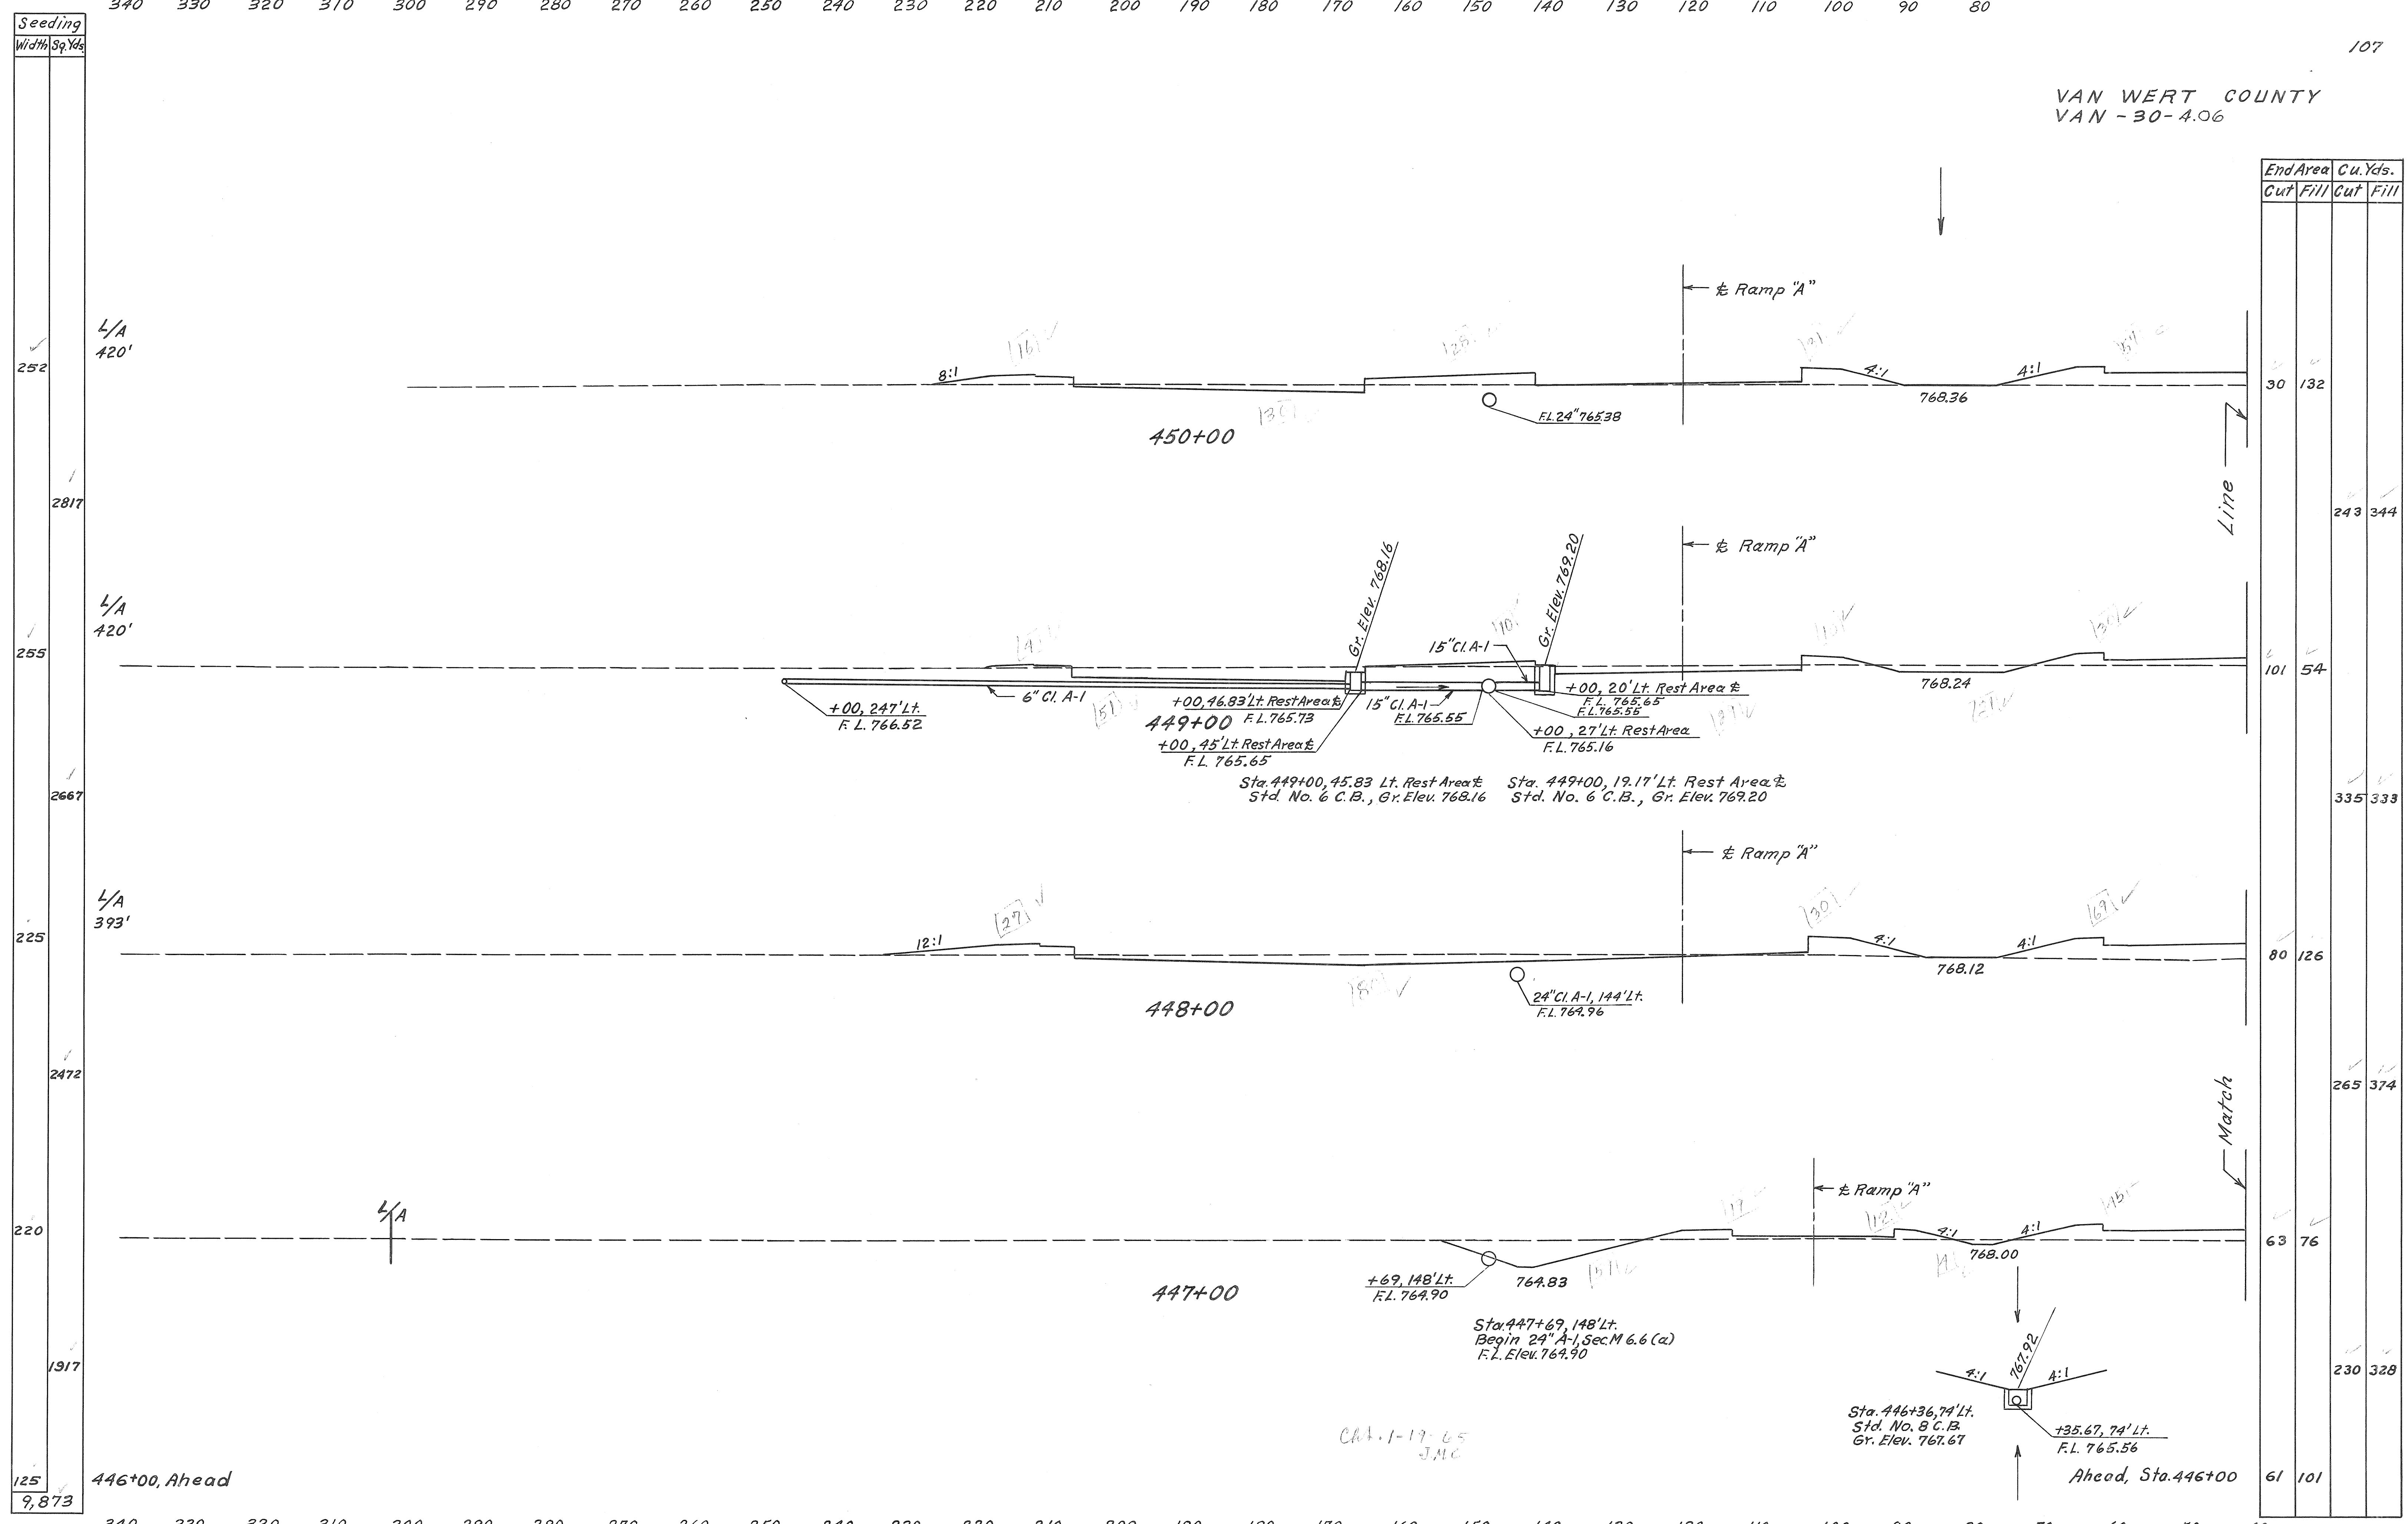 340 330 320 310 300 290 280 270 260 250 240 230 220 210 200 190 180 170 160 150 140 130 120 110 100 90 80
107
VAN WERT COUNTY
VAN - 30 - 4.06
Seeding
Width Sq.Yds.
End Area Cu.Yds.
Cut Fill Cut Fill
L/A
420'
252
8:1
℄ Ramp "A"
4:1
4:1
768.36
30 132
F.L. 24" 765.38
450+00
2817
Line
243 344
L/A
420'
255
Gr. Elev. 768.16
Gr. Elev. 769.20
℄ Ramp "A"
15" Cl. A-1
101 54
768.24
6" Cl. A-1
+00, 247' Lt.
F.L. 766.52
+00, 46.83' Lt. Rest Area ℄
F.L. 765.73
15" Cl. A-1
F.L. 765.55
+00, 20' Lt. Rest Area ℄
F.L. 765.65
F.L. 765.55
449+00
+00, 45' Lt. Rest Area ℄
F.L. 765.65
+00, 27' Lt. Rest Area
F.L. 765.16
Sta. 449+00, 45.83 Lt. Rest Area ℄
Std. No. 6 C.B., Gr. Elev. 768.16
Sta. 449+00, 19.17' Lt. Rest Area ℄
Std. No. 6 C.B., Gr. Elev. 769.20
2667
335 333
℄ Ramp "A"
L/A
393'
225
12:1
27
30
69
4:1
4:1
768.12
80 126
24" Cl. A-1, 144' Lt.
F.L. 764.96
448+00
2472
265 374
Match
L/A
220
℄ Ramp "A"
4:1
4:1
768.00
63 76
+69, 148' Lt.
F.L. 764.90
764.83
447+00
Sta. 447+69, 148' Lt.
Begin 24" A-1, Sec. M 6.6 (a)
F.L. Elev. 764.90
1917
230 328
767.92
4:1
4:1
Sta. 446+36, 74' Lt.
Std. No. 8 C.B.
Gr. Elev. 767.67
+35.67, 74' Lt.
F.L. 765.56
1-19-65
125
446+00, Ahead
Ahead, Sta. 446+00
61 101
9,873